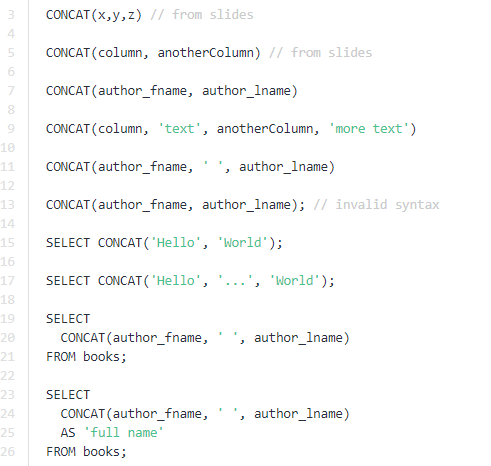 3 CONCAT(x,y,z) // from slides
4
5 CONCAT(column, anotherColumn) // from slides
6
7 CONCAT(author_fname, author_lname)
8
9 CONCAT(column, 'text', anotherColumn, 'more text')
10
11 CONCAT(author_fname, ' ', author_lname)
12
13 CONCAT(author_fname, author_lname); // invalid syntax
14
15 SELECT CONCAT('Hello', 'World');
16
17 SELECT CONCAT('Hello', '...', 'World');
18
19 SELECT
20   CONCAT(author_fname, ' ', author_lname)
21 FROM books;
22
23 SELECT
24   CONCAT(author_fname, ' ', author_lname)
25   AS 'full name'
26 FROM books;